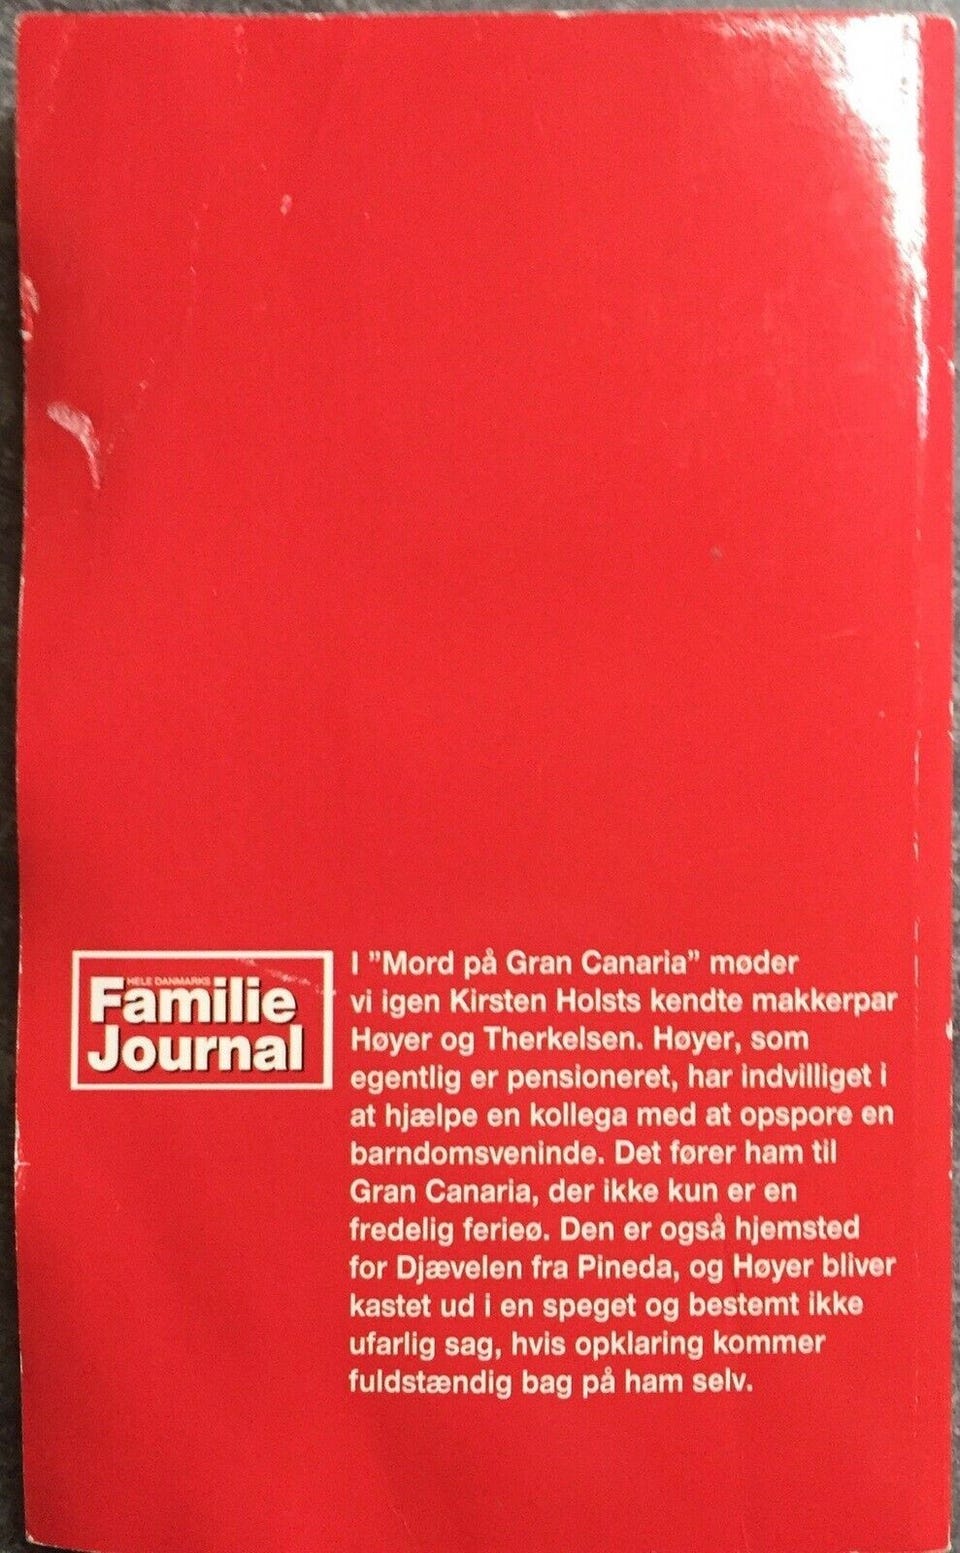 HELE DANMARKS
Familie
Journal
I ”Mord på Gran Canaria” møder
vi igen Kirsten Holsts kendte makkerpar
Høyer og Therkelsen. Høyer, som
egentlig er pensioneret, har indvilliget i
at hjælpe en kollega med at opspore en
barndomsveninde. Det fører ham til
Gran Canaria, der ikke kun er en
fredelig ferieø. Den er også hjemsted
for Djævelen fra Pineda, og Høyer bliver
kastet ud i en speget og bestemt ikke
ufarlig sag, hvis opklaring kommer
fuldstændig bag på ham selv.